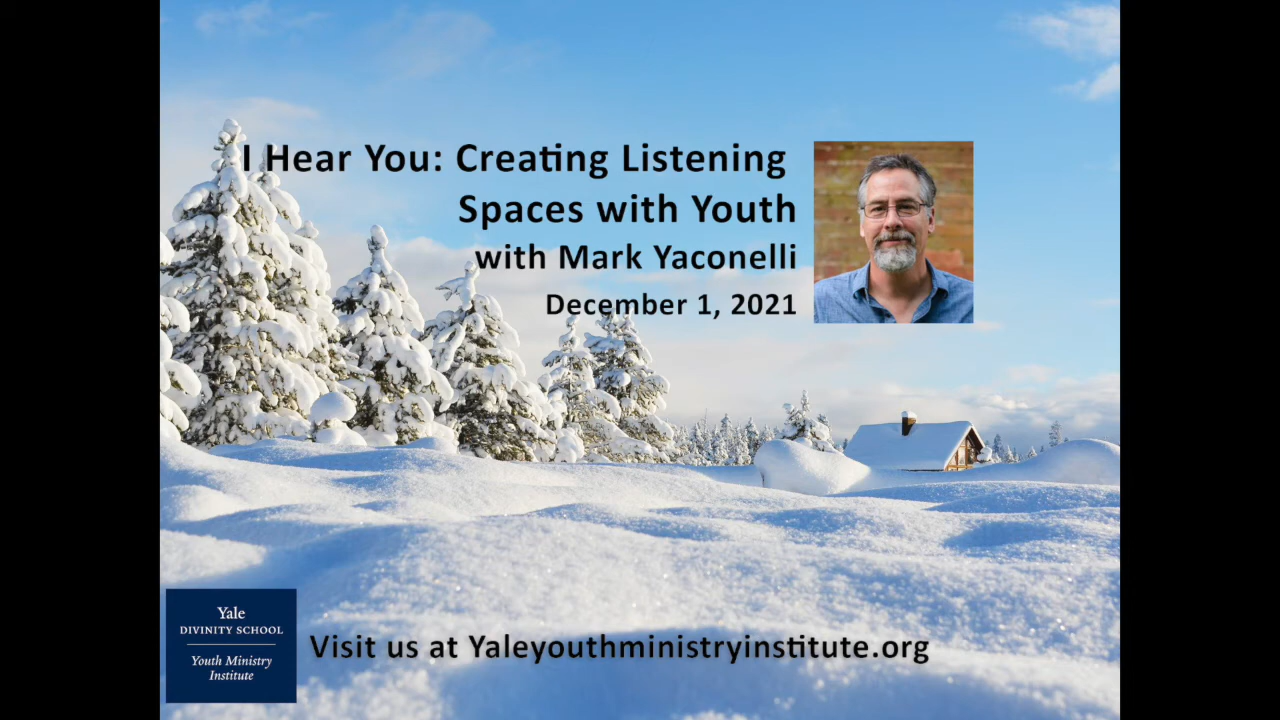 I Hear You: Creating Listening
Spaces with Youth
with Mark Yaconelli
December 1, 2021
Yale
DIVINITY SCHOOL
Youth Ministry
Institute
Visit us at Yaleyouthministryinstitute.org